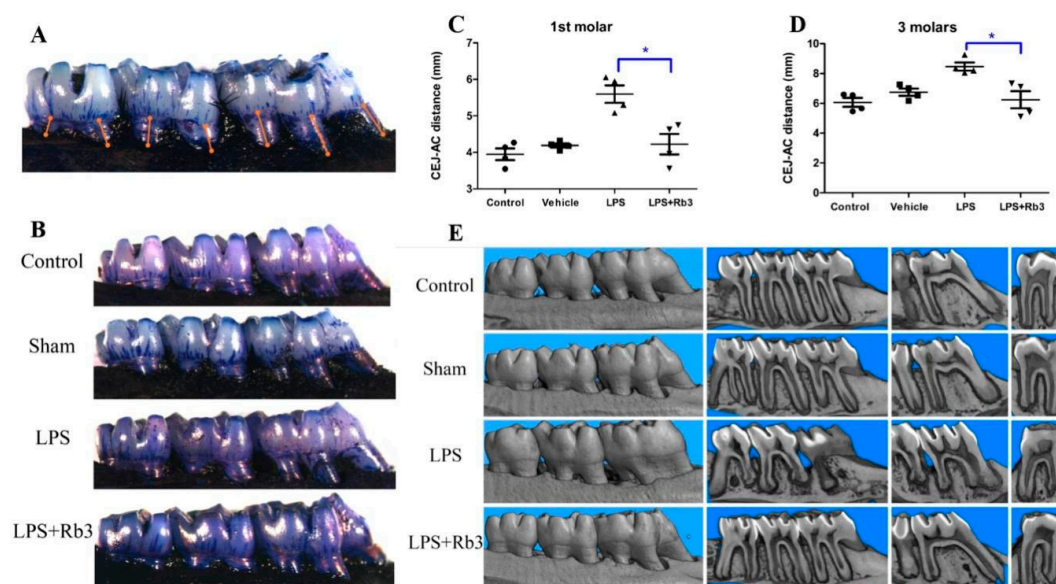 A
C
1st molar
CEJ-AC distance (mm)
6
5
4
3
*
Control
Vehicle
LPS
LPS+Rb3
D
3 molars
CEJ-AC distance (mm)
10
8
6
4
2
0
*
Control
Vehicle
LPS
LPS+Rb3
B
Control
Sham
LPS
LPS+Rb3
E
Control
Sham
LPS
LPS+Rb3